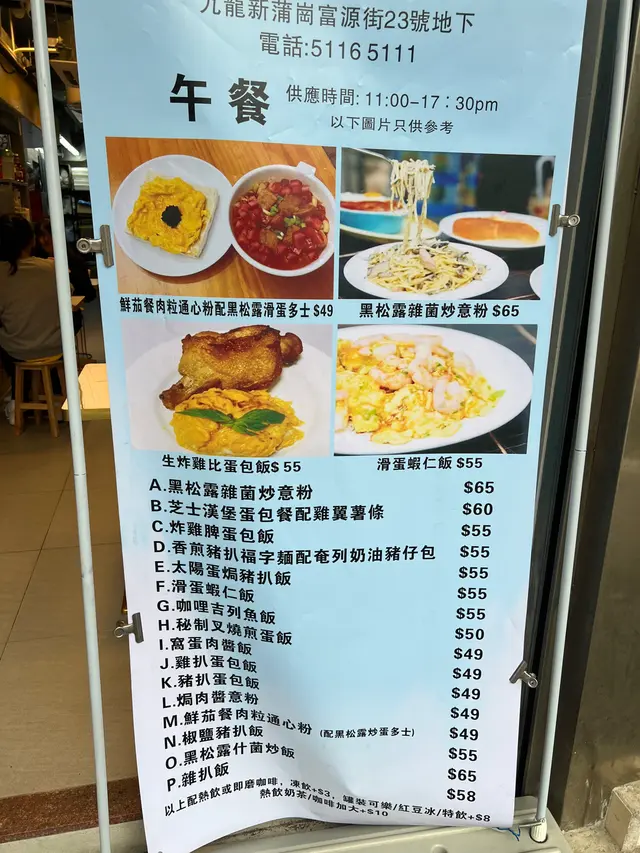 九龍新蒲崗富源街23號地下
電話:5116 5111
午餐 供應時間: 11:00-17：30pm
以下圖片只供參考
鮮茄餐肉粒通心粉配黑松露滑蛋多士 $49
黑松露雜菌炒意粉 $65
生炸雞比蛋包飯$ 55
滑蛋蝦仁飯 $55
A.黑松露雜菌炒意粉 $65
B.芝士漢堡蛋包餐配雞翼薯條 $60
C.炸雞脾蛋包飯 $55
D.香煎豬扒福字麵配奄列奶油豬仔包 $55
E.太陽蛋焗豬扒飯 $55
F.滑蛋蝦仁飯 $55
G.咖哩吉列魚飯 $55
H.秘制叉燒煎蛋飯 $50
I.窩蛋肉醬飯 $49
J.雞扒蛋包飯 $49
K.豬扒蛋包飯 $49
L.焗肉醬意粉 $49
M.鮮茄餐肉粒通心粉 (配黑松露炒蛋多士) $49
N.椒鹽豬扒飯 $55
O.黑松露什菌炒飯 $65
P.雜扒飯 $58
以上配熱飲或即磨咖啡，凍飲+$3，罐裝可樂/紅豆冰/特飲+$8
熱飲奶茶/咖啡加大+$10